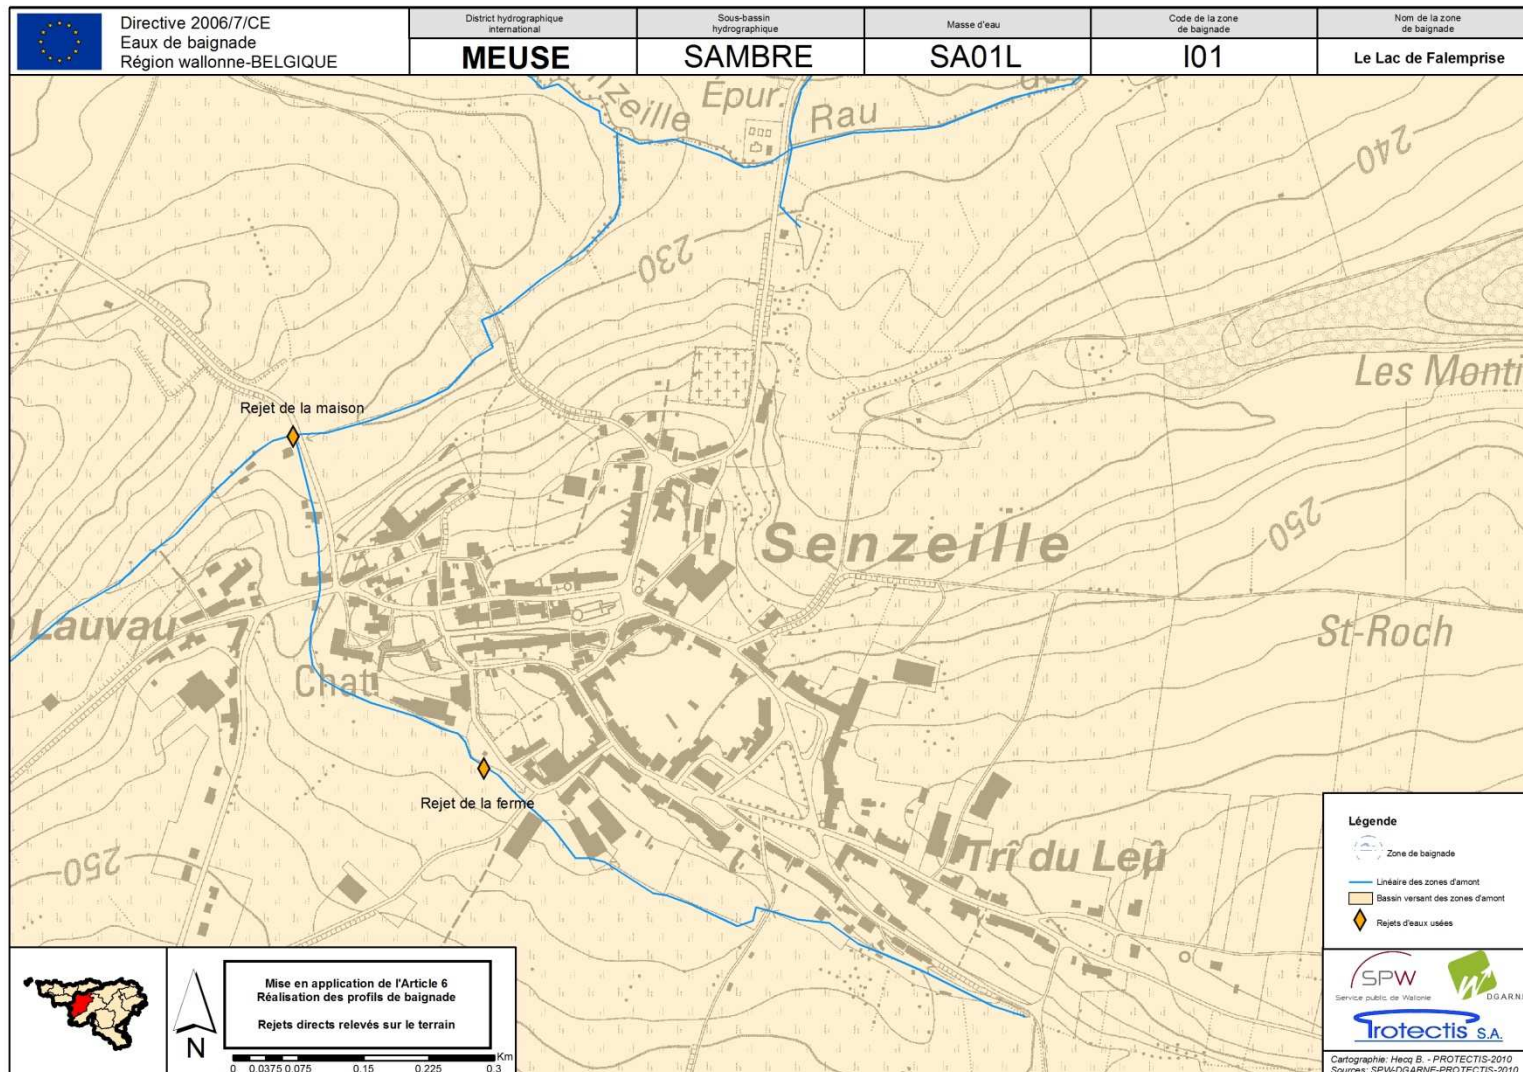 Directive 2006/7/CE
Eaux de baignade
Région wallonne-BELGIQUE
District hydrographique
international
MEUSE
Sous-bassin
hydrographique
SAMBRE
Masse d'eau
SA01L
Code de la zone
de baignade
I01
Nom de la zone
de baignade
Le Lac de Falemprise
nzeille
Épur.
Rau
240
230
Les Monti
Rejet de la maison
Senzeille
250
Lauvau
St-Roch
Chat.
Rejet de la ferme
250
Trî du Leû
Légende
Zone de baignade
Linéaire des zones d'amont
Bassin versant des zones d'amont
Rejets d'eaux usées
N
Mise en application de l'Article 6
Réalisation des profils de baignade
Rejets directs relevés sur le terrain
Km
0 0.0375 0.075 0.15 0.225 0.3
SPW
Service public de Wallonie
DGARNE
Protectis S.A.
Cartographie: Hecq B. - PROTECTIS-2010
Sources: SPW-DGARNE-PROTECTIS-2010